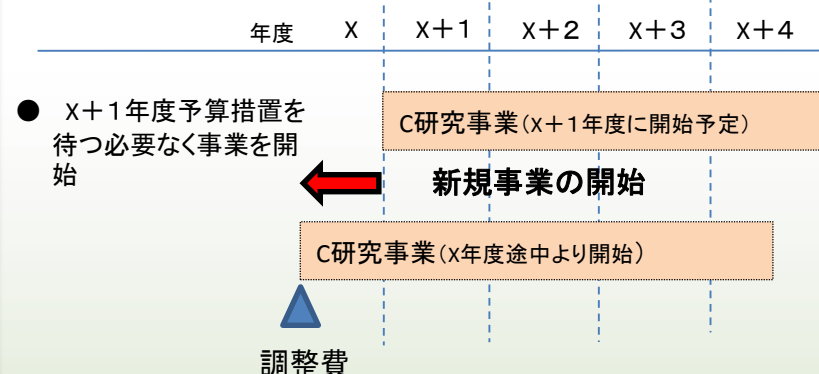 年度 X X＋1 X＋2 X＋3 X＋4
● X＋1年度予算措置を
待つ必要なく事業を開
始
C研究事業（X＋1年度に開始予定）
新規事業の開始
C研究事業（X年度途中より開始）
調整費